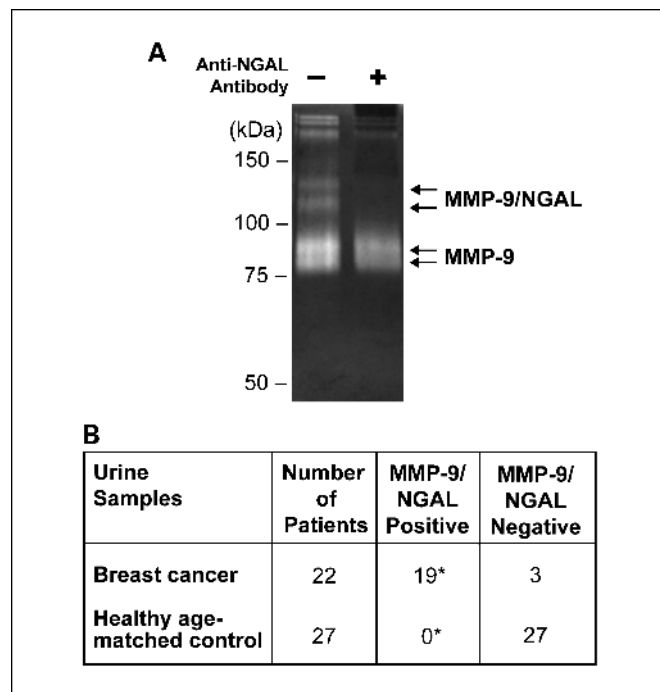 A
Anti-NGAL
Antibody
– +
(kDa)
150 –
100 –
75 –
50 –
MMP-9/NGAL
MMP-9
B
Urine
Samples
Number
of
Patients
MMP-9/
NGAL
Positive
MMP-9/
NGAL
Negative
Breast cancer 22 19* 3
Healthy age-
matched control 27 0* 27